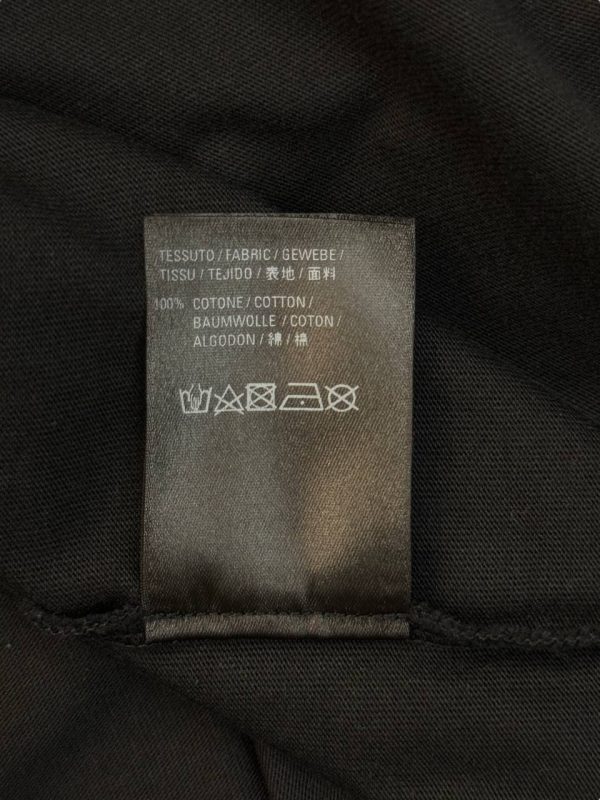 TESSUTO / FABRIC / GEWEBE /
TISSU / TEJIDO / 表地 / 面料
100% COTONE / COTTON /
BAUMWOLLE / COTON /
ALGODON / 綿 / 棉